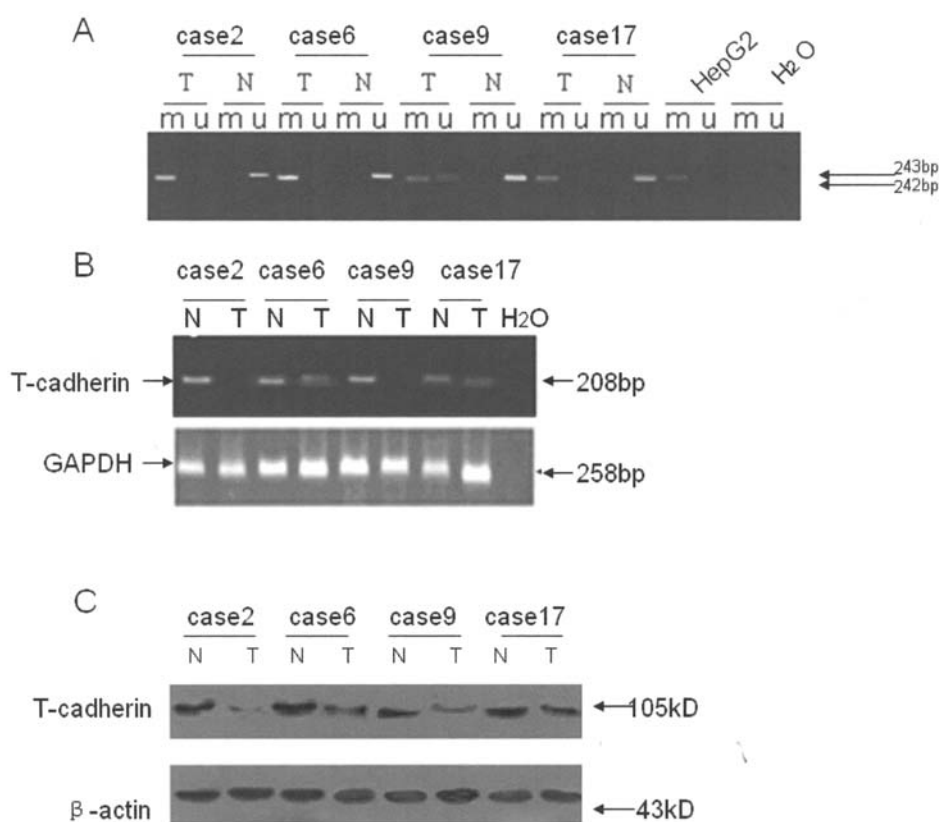 A
case2 case6 case9 case17 HepG2 H2O
T N T N T N T N
m u m u m u m u m u m u m u m u m u m u
243bp
242bp
B
case2 case6 case9 case17
N T N T N T N T H2O
T-cadherin 208bp
GAPDH 258bp
C
case2 case6 case9 case17
N T N T N T N T
T-cadherin 105kD
β-actin 43kD